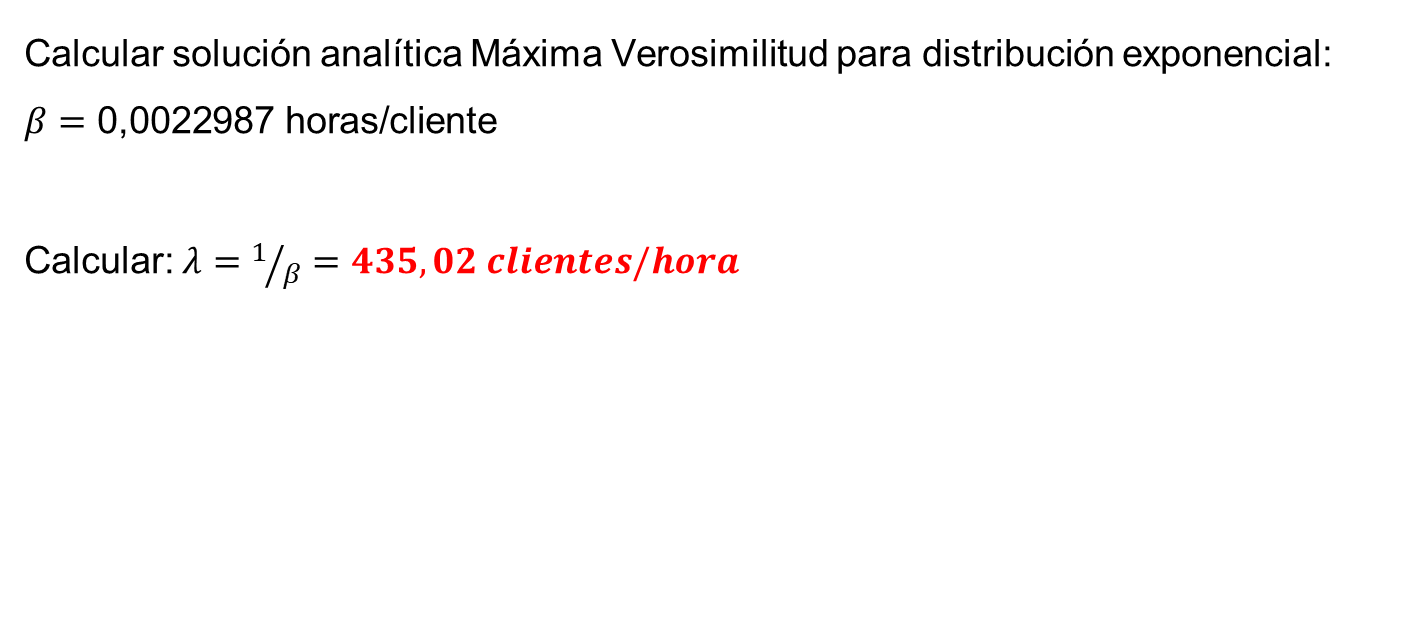 Calcular solución analítica Máxima Verosimilitud para distribución exponencial:
𝛽 = 0,0022987 horas/cliente
Calcular: 𝜆 = 1/𝛽 = 435,02 clientes/hora